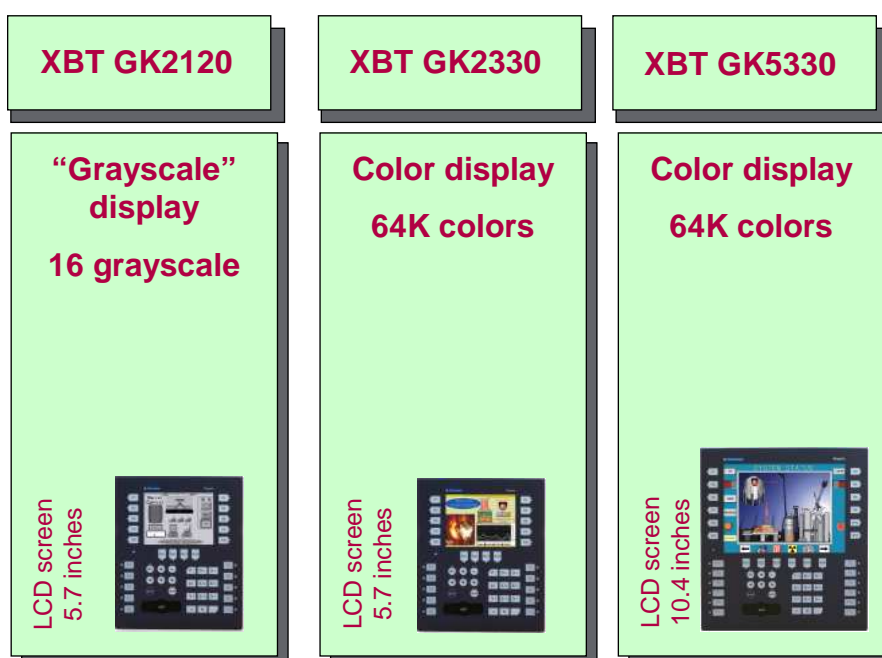 XBT GK2120
XBT GK2330
XBT GK5330
“Grayscale”
display
16 grayscale
LCD screen
5.7 inches
Color display
64K colors
LCD screen
5.7 inches
Color display
64K colors
LCD screen
10.4 inches